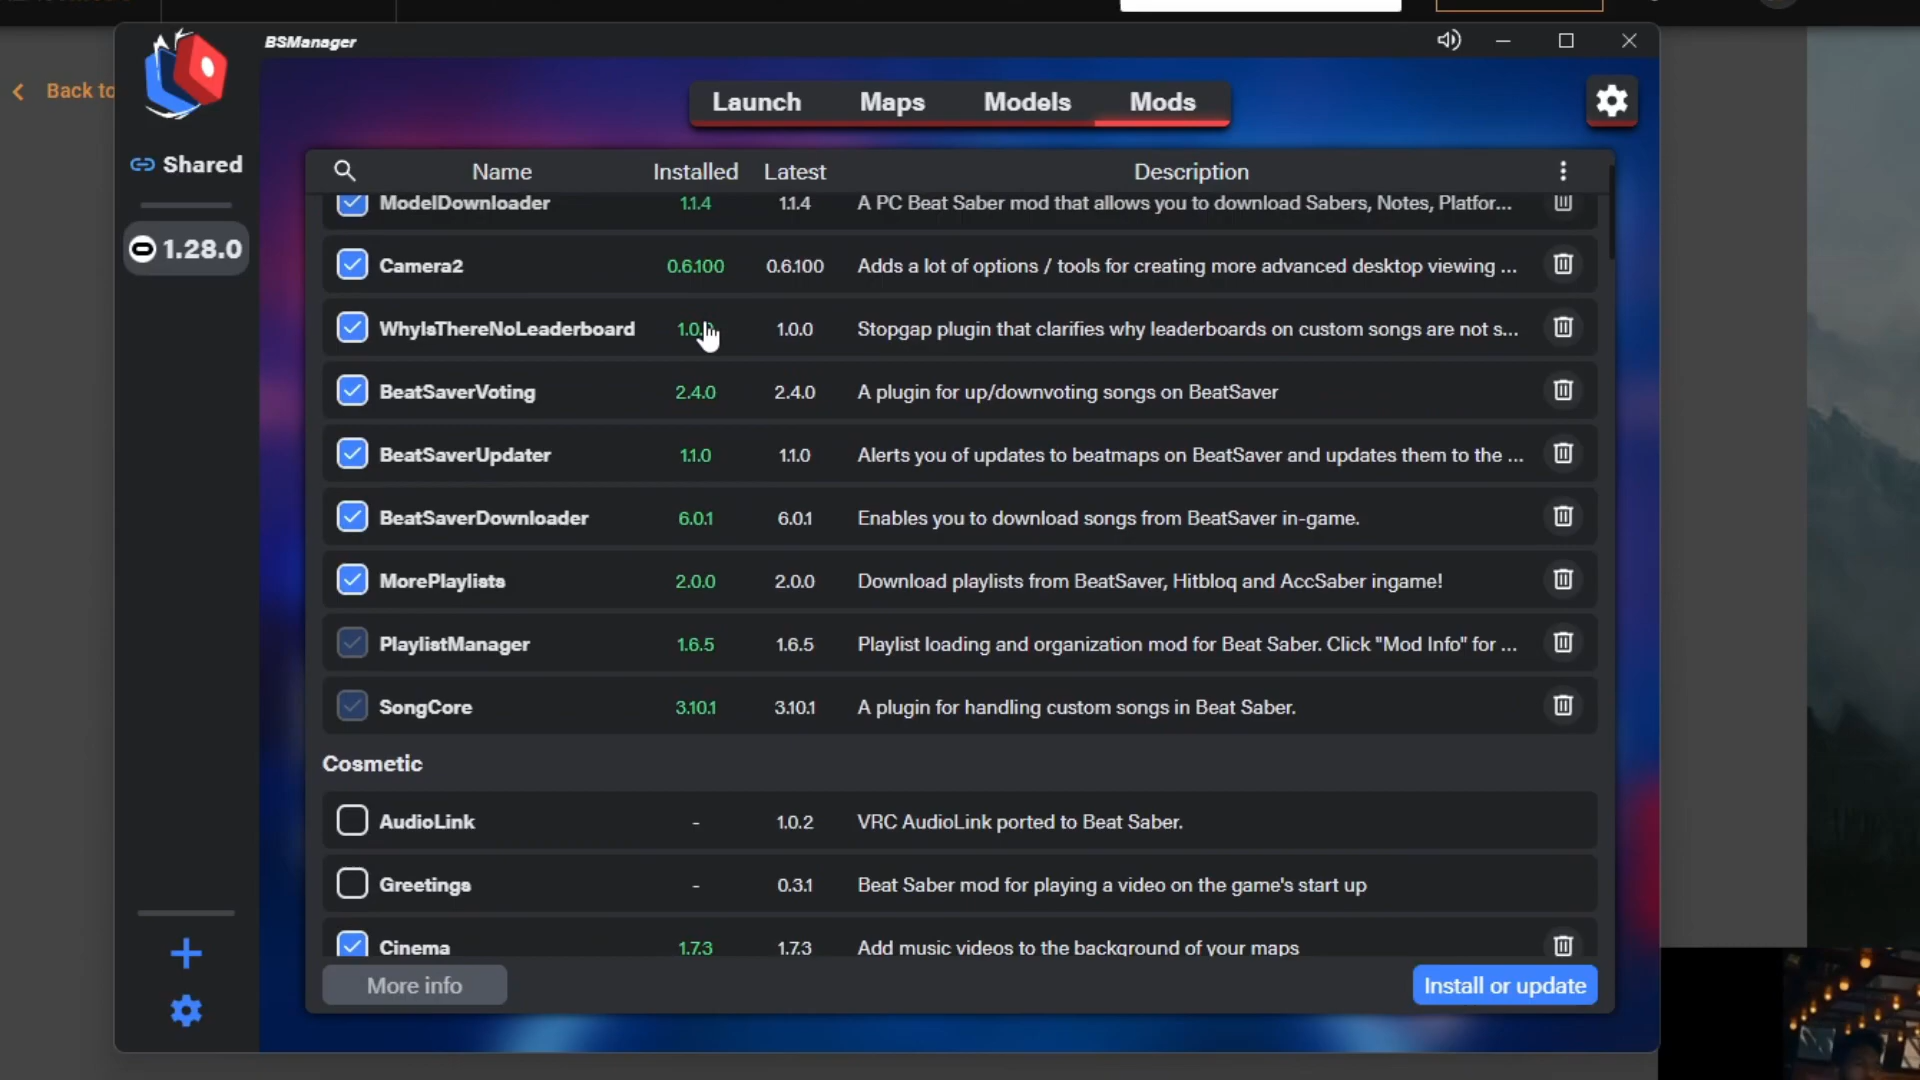 BSManager
Back to
Launch Maps Models Mods
Shared
Name Installed Latest Description
ModelDownloader 1.1.4 1.1.4 A PC Beat Saber mod that allows you to download Sabers, Notes, Platfor...
1.28.0
Camera2 0.6.100 0.6.100 Adds a lot of options / tools for creating more advanced desktop viewing ...
WhyIsThereNoLeaderboard 1.0. 1.0.0 Stopgap plugin that clarifies why leaderboards on custom songs are not s...
BeatSaverVoting 2.4.0 2.4.0 A plugin for up/downvoting songs on BeatSaver
BeatSaverUpdater 1.1.0 1.1.0 Alerts you of updates to beatmaps on BeatSaver and updates them to the ...
BeatSaverDownloader 6.0.1 6.0.1 Enables you to download songs from BeatSaver in-game.
MorePlaylists 2.0.0 2.0.0 Download playlists from BeatSaver, Hitbloq and AccSaber ingame!
PlaylistManager 1.6.5 1.6.5 Playlist loading and organization mod for Beat Saber. Click "Mod Info" for ...
SongCore 3.10.1 3.10.1 A plugin for handling custom songs in Beat Saber.
Cosmetic
AudioLink - 1.0.2 VRC AudioLink ported to Beat Saber.
Greetings - 0.3.1 Beat Saber mod for playing a video on the game's start up
Cinema 1.7.3 1.7.3 Add music videos to the background of your maps
More info Install or update